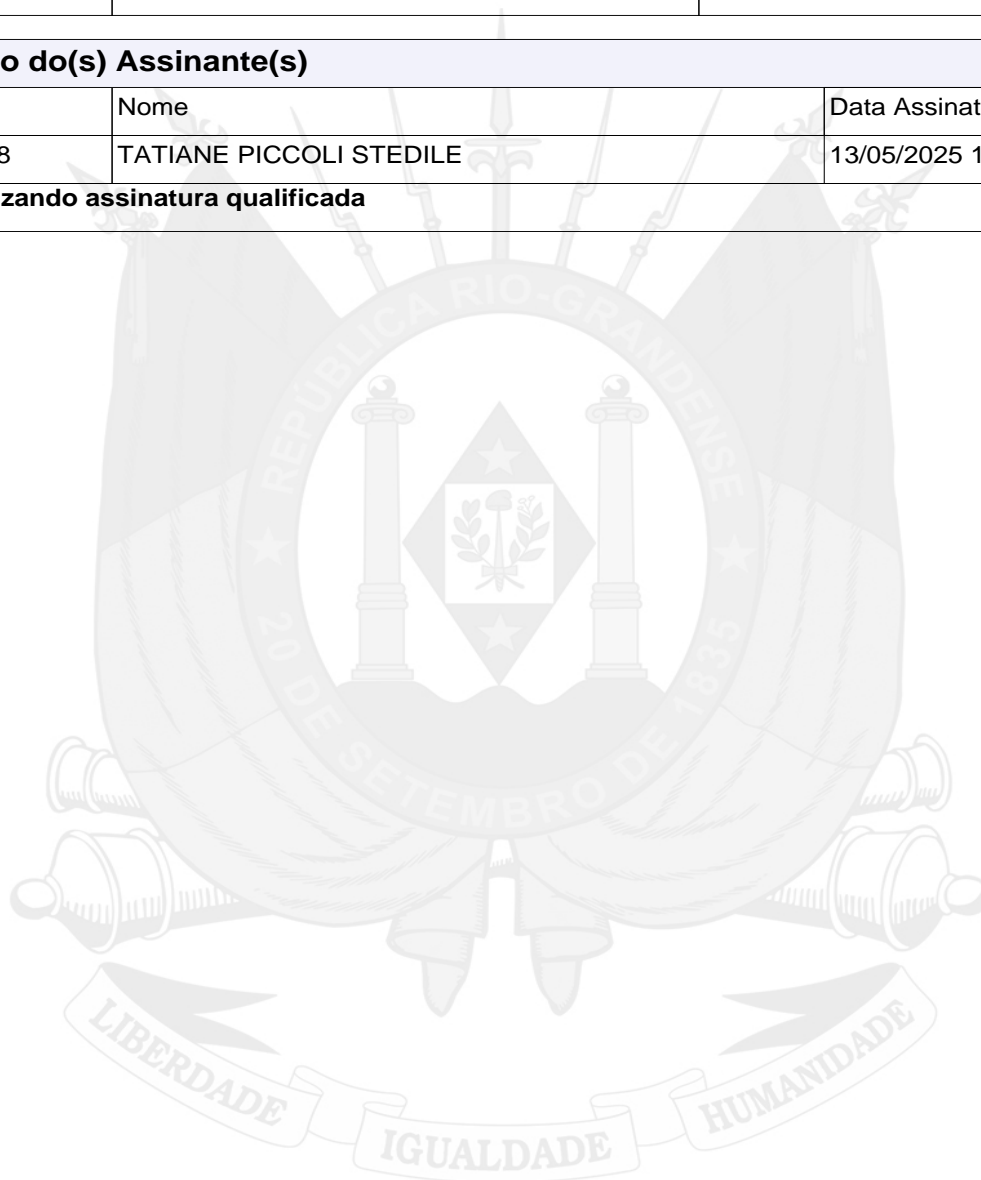 o do(s) Assinante(s)
Nome Data Assinat
8 TATIANE PICCOLI STEDILE 13/05/2025 1
zando assinatura qualificada
REPÚBLICA RIO-GRANDENSE
20 DE SETEMBRO DE 1835
LIBERDADE IGUALDADE HUMANIDADE